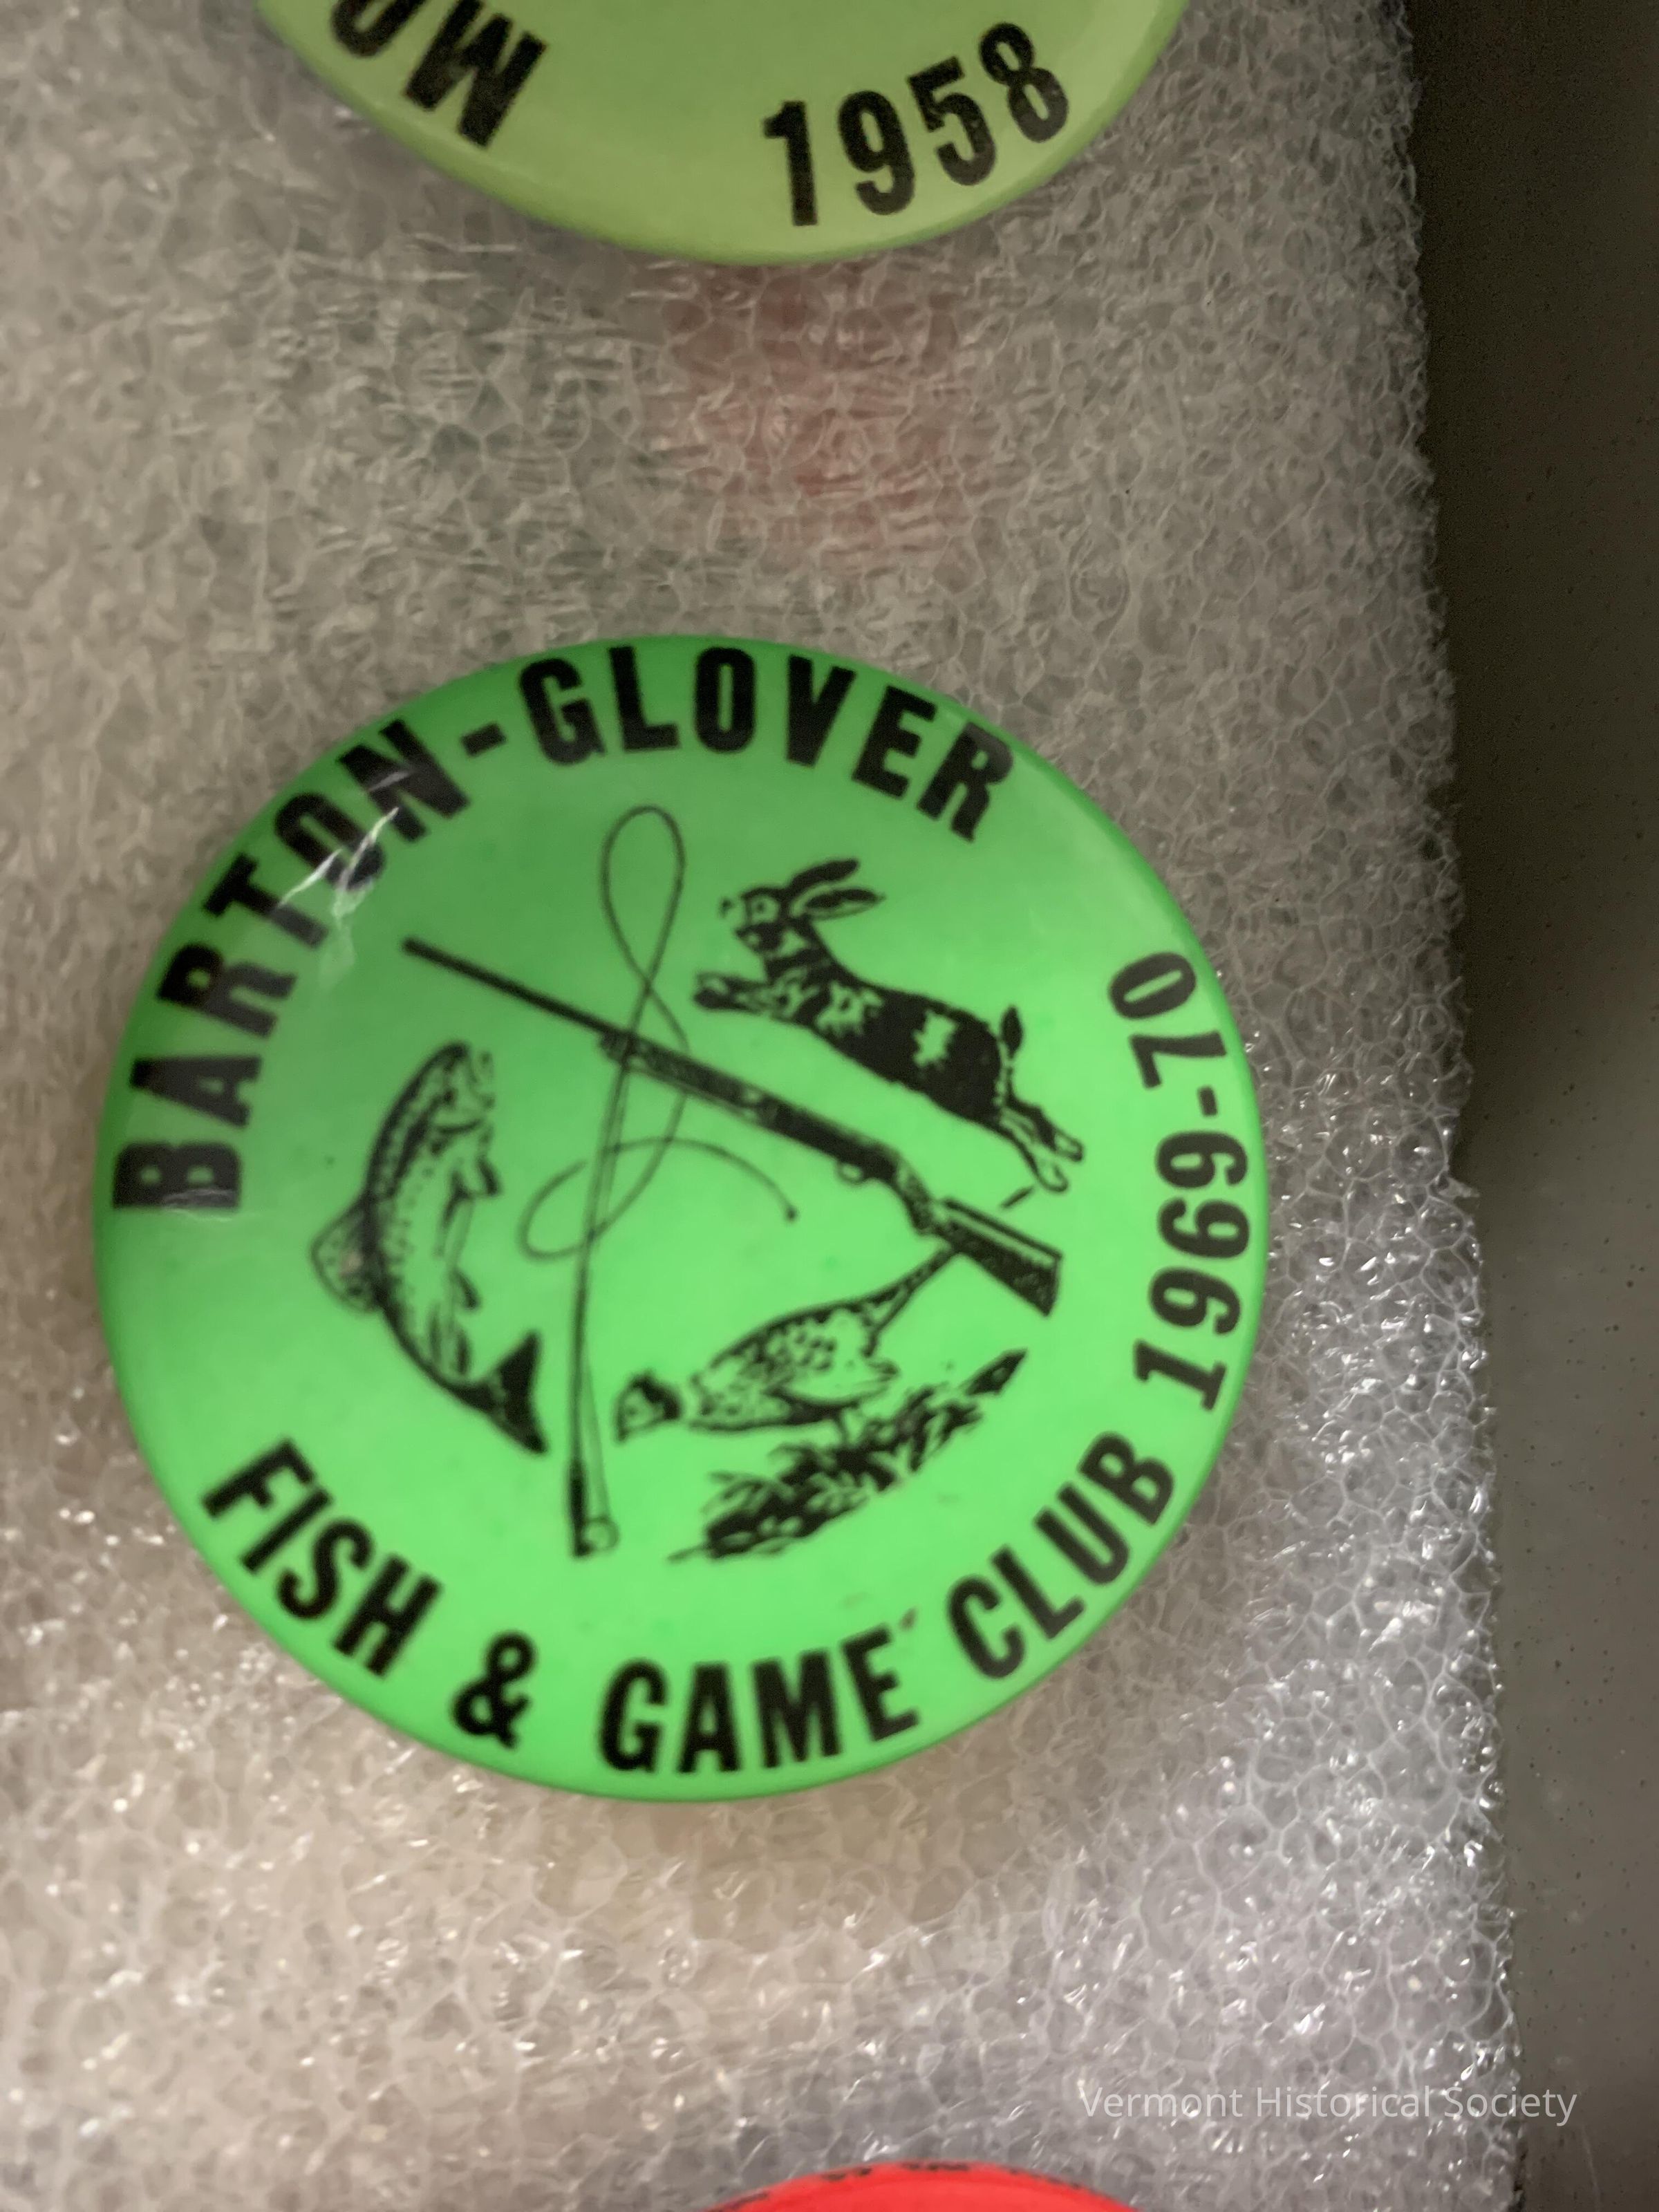 1958
BARTON-GLOVER
FISH & GAME CLUB 1969-70
Vermont Historical Society